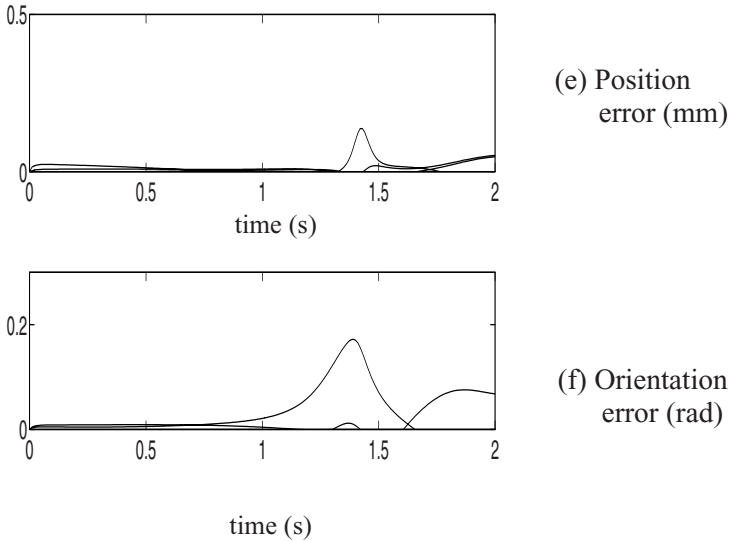 0.5
(e) Position
error (mm)
0
0 0.5 1 1.5 2
time (s)
0.2
(f) Orientation
error (rad)
0
0 0.5 1 1.5 2
time (s)